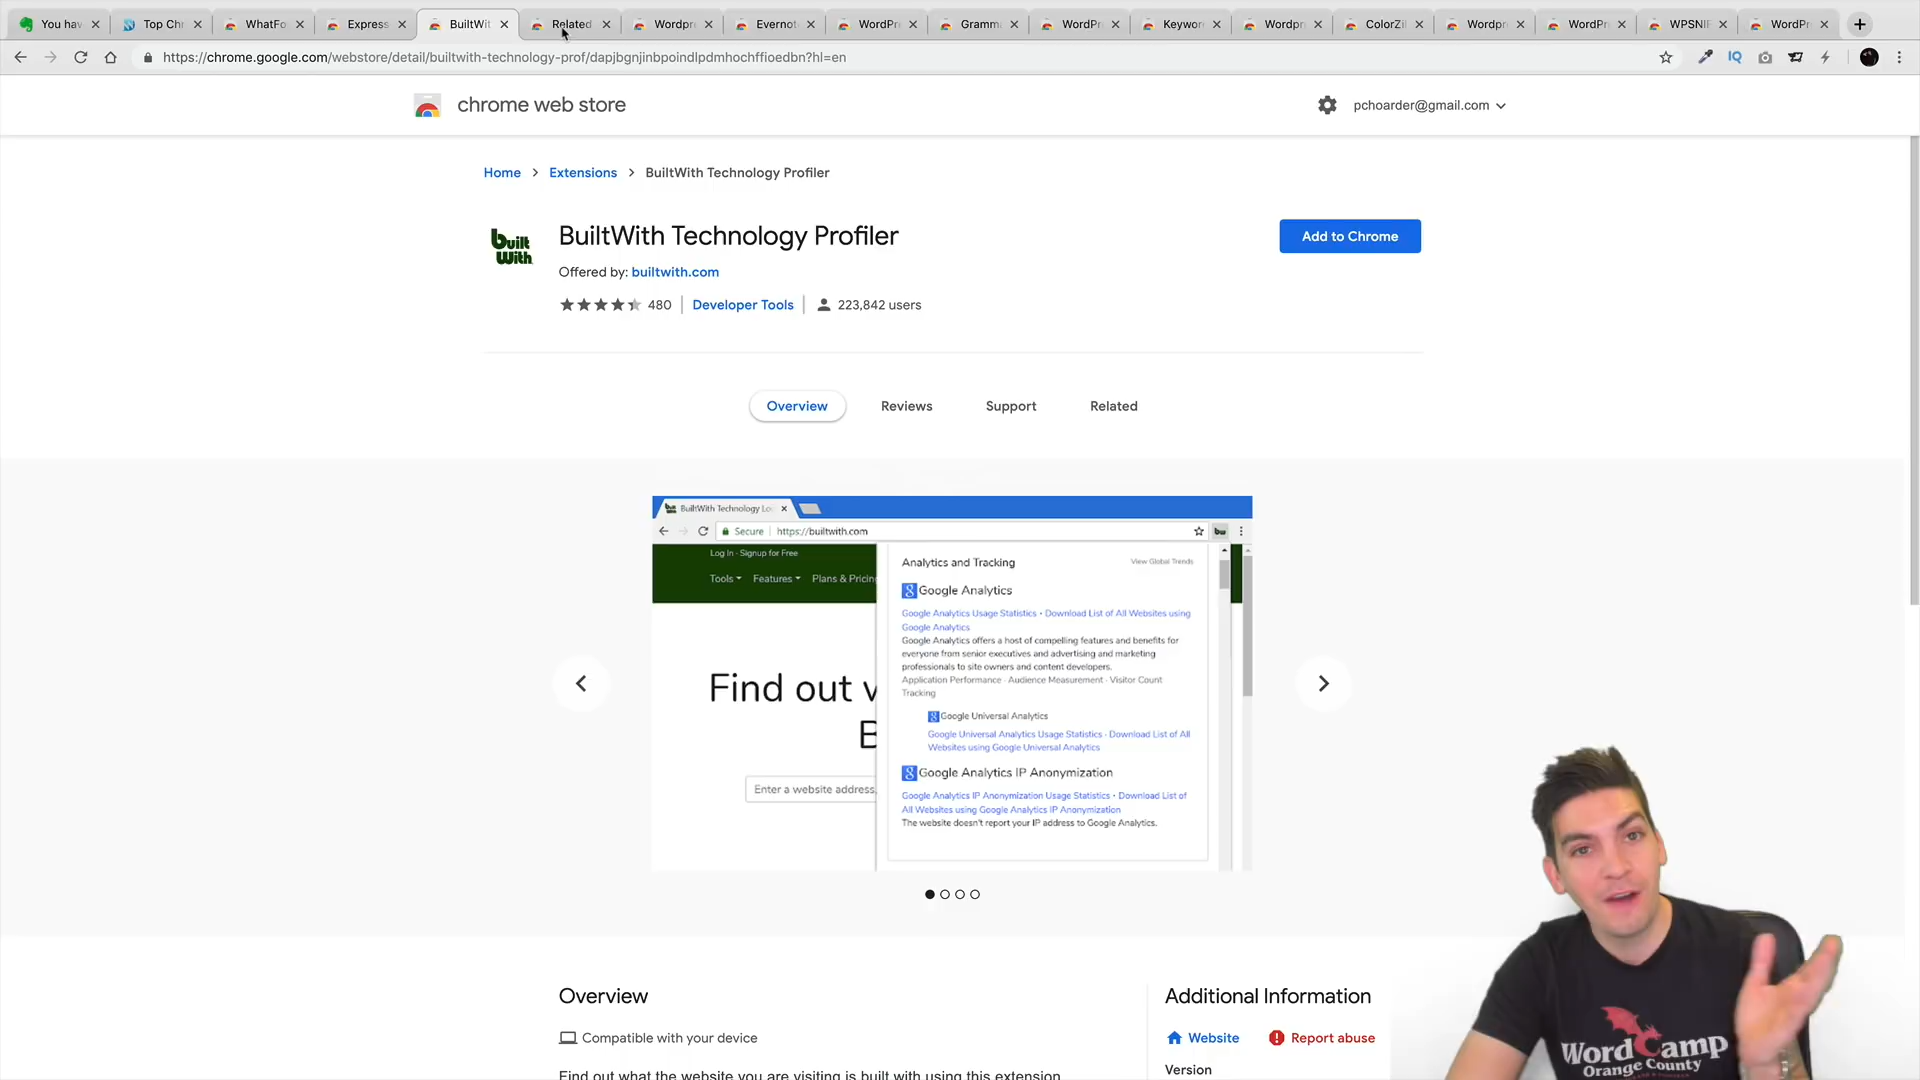 You hav
Top Ch
WhatFo
Express
BuiltWit
Related
Wordpr
Evernot
WordPr
Gramm
WordPr
Keywor
Wordpr
ColorZil
Wordpr
WordPr
WPSNI
WordPr
https://chrome.google.com/webstore/detail/builtwith-technology-prof/dapjbgnjinbpoindlpdmhochffioedbn?hl=en
IQ
chrome web store
pchoarder@gmail.com
Home > Extensions > BuiltWith Technology Profiler
built With
BuiltWith Technology Profiler
Add to Chrome
Offered by: builtwith.com
480 | Developer Tools | 223,842 users
Overview
Reviews
Support
Related
BuiltWith Technology Lo
Secure | https://builtwith.com
Log In · Signup for Free
Tools Features Plans & Pricing
Find out
Enter a website address,
Analytics and Tracking
View Global Trends
Google Analytics
Google Analytics Usage Statistics · Download List of All Websites using
Google Analytics
Google Analytics offers a host of compelling features and benefits for
everyone from senior executives and advertising and marketing
professionals to site owners and content developers.
Application Performance · Audience Measurement · Visitor Count
Tracking
Google Universal Analytics
Google Universal Analytics Usage Statistics · Download List of All
Websites using Google Universal Analytics
Google Analytics IP Anonymization
Google Analytics IP Anonymization Usage Statistics · Download List of
All Websites using Google Analytics IP Anonymization
The website doesn't report your IP address to Google Analytics.
Overview
Compatible with your device
Find out what the website you are visiting is built with using this extension
Additional Information
Website
Report abuse
Version
WordCamp
Orange County